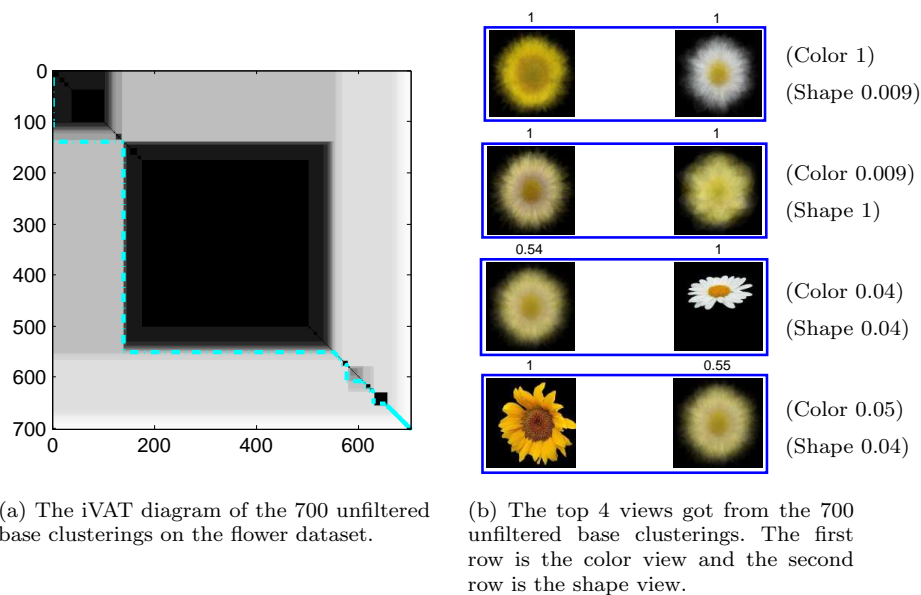 0
100
200
300
400
500
600
700
0 200 400 600
(a) The iVAT diagram of the 700 unfiltered
base clusterings on the flower dataset.
1 1
(Color 1)
(Shape 0.009)
1 1
(Color 0.009)
(Shape 1)
0.54 1
(Color 0.04)
(Shape 0.04)
1 0.55
(Color 0.05)
(Shape 0.04)
(b) The top 4 views got from the 700
unfiltered base clusterings. The first
row is the color view and the second
row is the shape view.